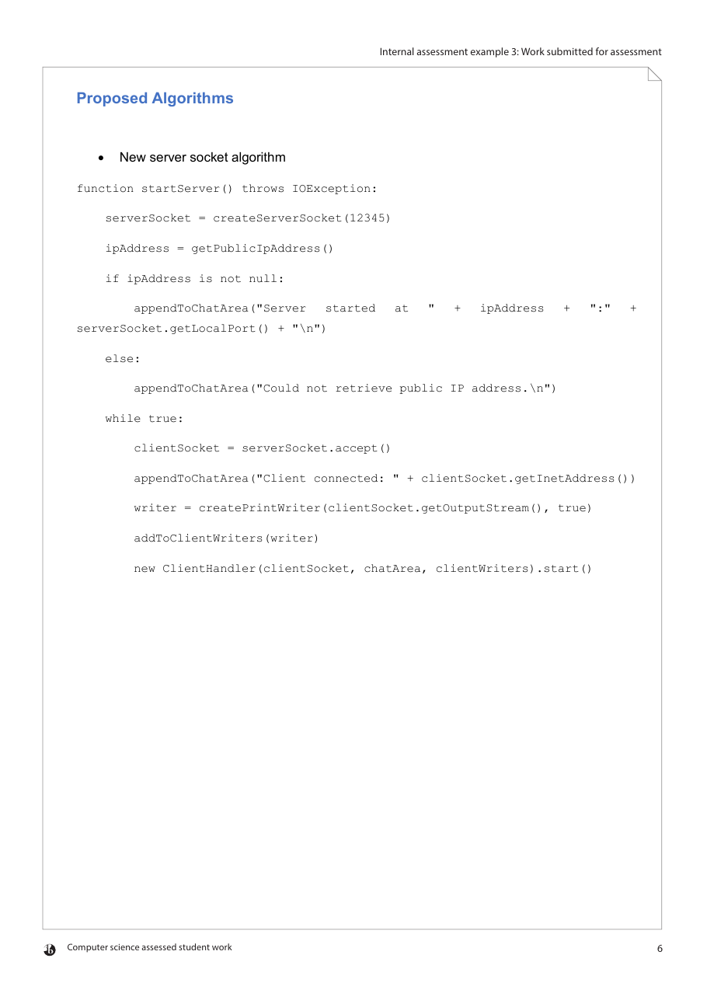 Internal assessment example 3: Work submitted for assessment
Proposed Algorithms
• New server socket algorithm
function startServer() throws IOException:
    serverSocket = createServerSocket(12345)
    ipAddress = getPublicIpAddress()
    if ipAddress is not null:
        appendToChatArea("Server started at " + ipAddress + ":" +
serverSocket.getLocalPort() + "\n")
    else:
        appendToChatArea("Could not retrieve public IP address.\n")
    while true:
        clientSocket = serverSocket.accept()
        appendToChatArea("Client connected: " + clientSocket.getInetAddress())
        writer = createPrintWriter(clientSocket.getOutputStream(), true)
        addToClientWriters(writer)
        new ClientHandler(clientSocket, chatArea, clientWriters).start()
Computer science assessed student work
6